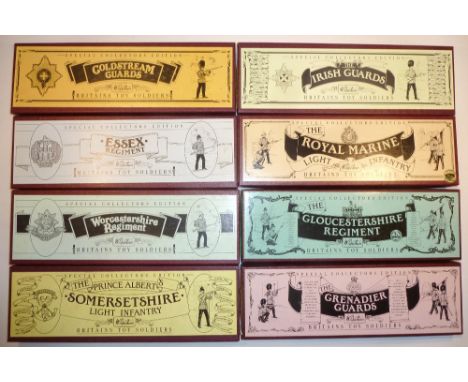 SPECIAL COLLECTORS EDITION
COLDSTREAM
GUARDS
BRITAINS TOY SOLDIERS
SPECIAL COLLECTORS EDITION
IRISH GUARDS
BRITAINS TOY SOLDIERS
SPECIAL COLLECTORS EDITION
ESSEX
REGIMENT
BRITAINS TOY SOLDIERS
SPECIAL COLLECTORS EDITION
THE
ROYAL MARINE
LIGHT INFANTRY
BRITAINS TOY SOLDIERS
SPECIAL COLLECTORS EDITION
Worcestershire
Regiment
BRITAINS TOY SOLDIERS
SPECIAL COLLECTORS EDITION
THE
GLOUCESTERSHIRE
REGIMENT
BRITAINS TOY SOLDIERS
SPECIAL COLLECTORS EDITION
THE PRINCE ALBERT'S
SOMERSETSHIRE
LIGHT INFANTRY
BRITAINS TOY SOLDIERS
SPECIAL COLLECTORS EDITION
THE
GRENADIER
GUARDS
BRITAINS TOY SOLDIERS